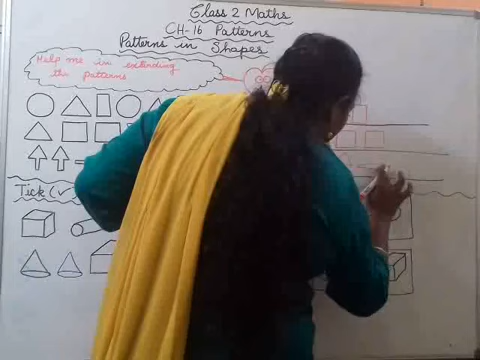 Class 2 Maths
CH-16 Patterns
Patterns in Shapes
Help me in extending
the patterns
Tick (✓